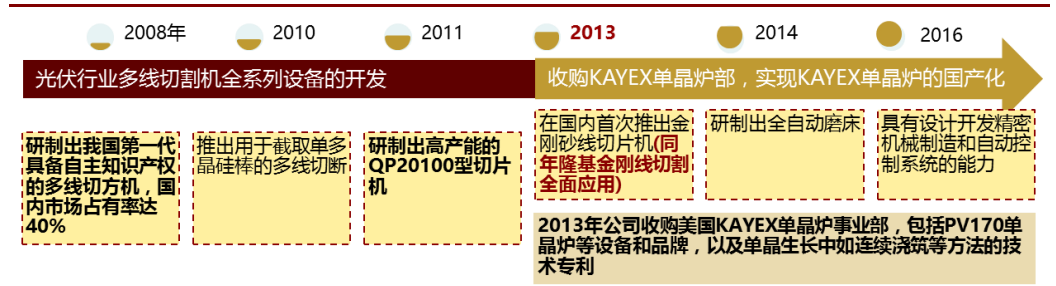 2008年
2010
2011
2013
2014
2016
光伏行业多线切割机全系列设备的开发
收购KAYEX单晶炉部，实现KAYEX单晶炉的国产化
研制出我国第一代
具备自主知识产权
的多线切方机，国
内市场占有率达
40%
推出用于截取单多
晶硅棒的多线切断
研制出高产能的
QP20100型切片
机
在国内首次推出金
刚砂线切片机(同
年隆基金刚线切割
全面应用)
研制出全自动磨床
具有设计开发精密
机械制造和自动控
制系统的能力
2013年公司收购美国KAYEX单晶炉事业部，包括PV170单
晶炉等设备和品牌，以及单晶生长中如连续浇筑等方法的技
术专利